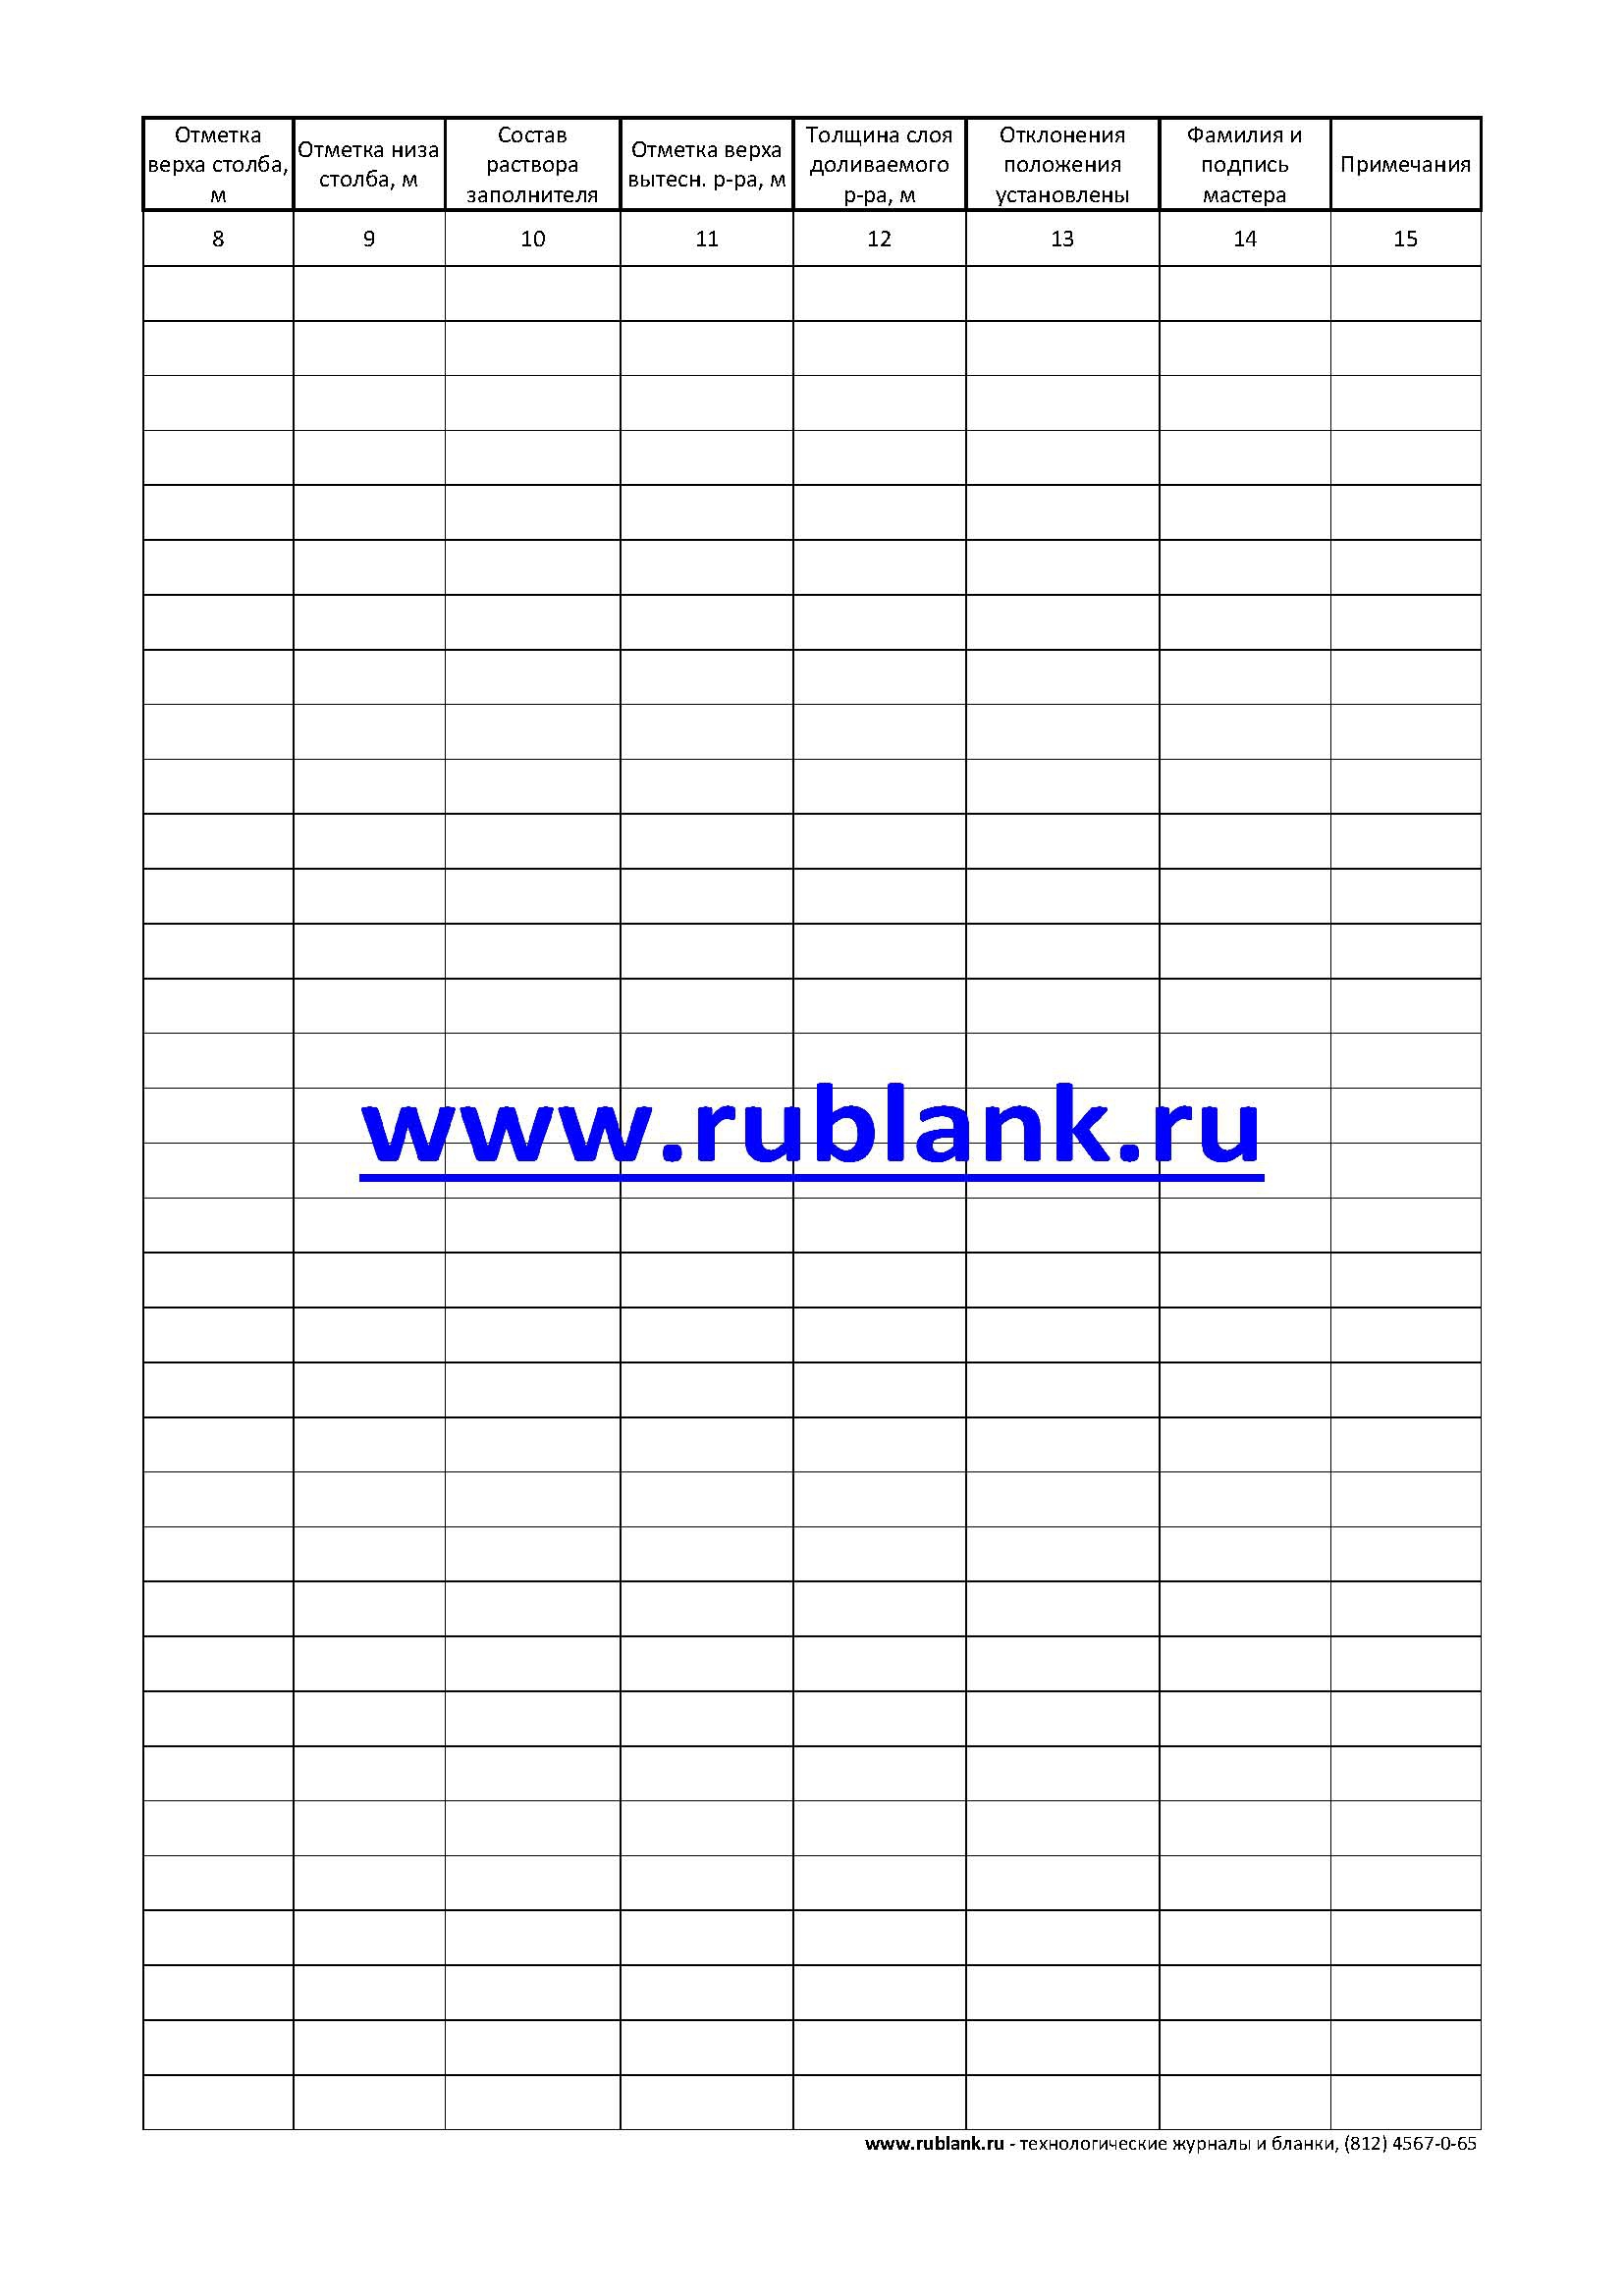 Отметка
верха столба,
м
Отметка низа
столба, м
Состав
раствора
заполнителя
Отметка верха
вытесн. р-ра, м
Толщина слоя
доливаемого
р-ра, м
Отклонения
положения
установлены
Фамилия и
подпись
мастера
Примечания
8 9 10 11 12 13 14 15
www.rublank.ru
www.rublank.ru - технологические журналы и бланки, (812) 4567-0-65